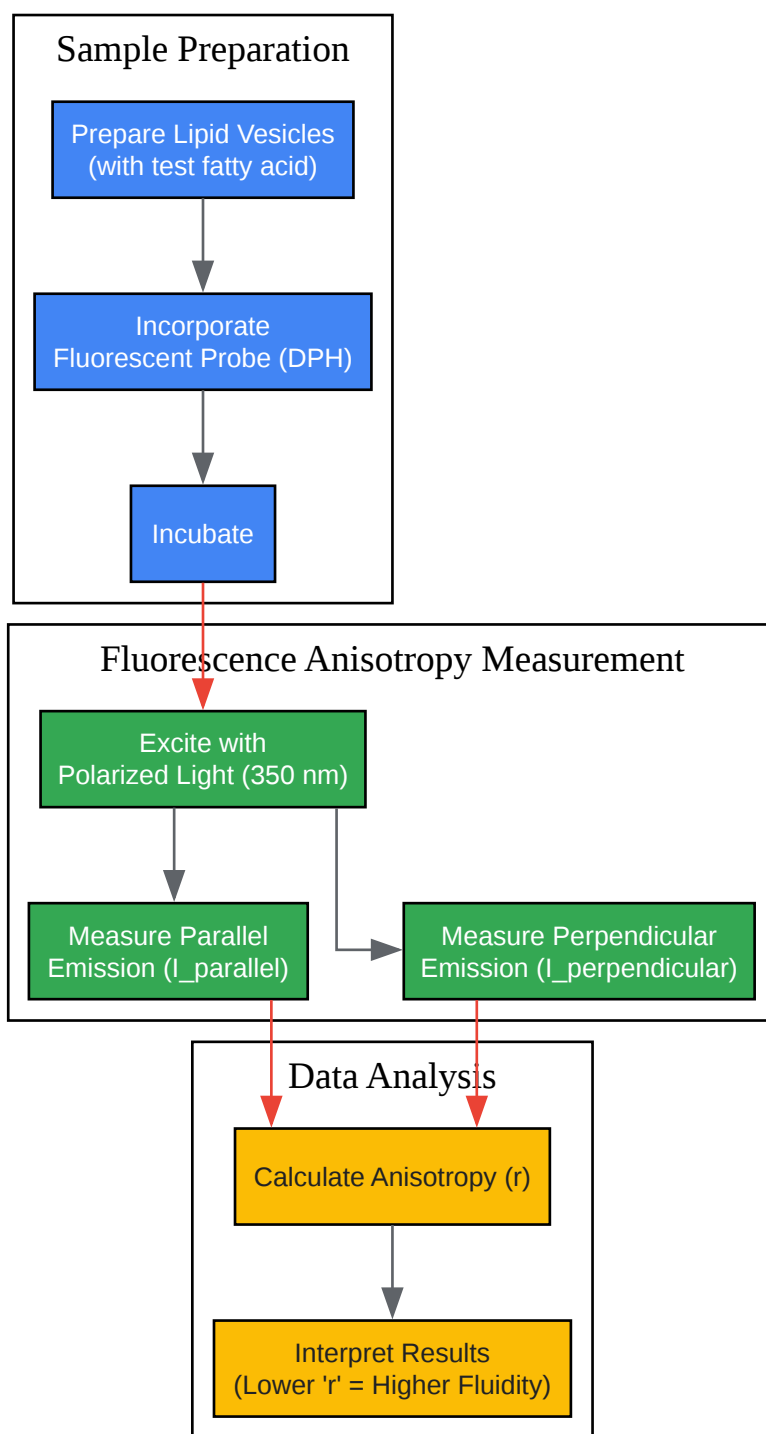 Sample Preparation
Prepare Lipid Vesicles
(with test fatty acid)
Incorporate
Fluorescent Probe (DPH)
Incubate
Fluorescence Anisotropy Measurement
Excite with
Polarized Light (350 nm)
Measure Parallel
Emission (I_parallel)
Measure Perpendicular
Emission (I_perpendicular)
Data Analysis
Calculate Anisotropy (r)
Interpret Results
(Lower 'r' = Higher Fluidity)